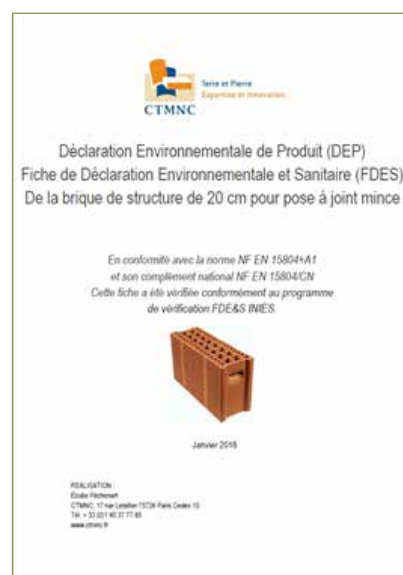 Terre et Pierre
Expertise et Innovation
CTMNC
Déclaration Environnementale de Produit (DEP)
Fiche de Déclaration Environnementale et Sanitaire (FDES)
De la brique de structure de 20 cm pour pose à joint mince
En conformité avec la norme NF EN 15804+A1
et son complément national NF EN 15804/CN
Cette fiche a été vérifiée conformément au programme
de vérification FDE&S INIES.
Janvier 2018
REALISATION :
CTMNC, 17 rue Letellier 75726 Paris Cedex 15
www.ctmnc.fr